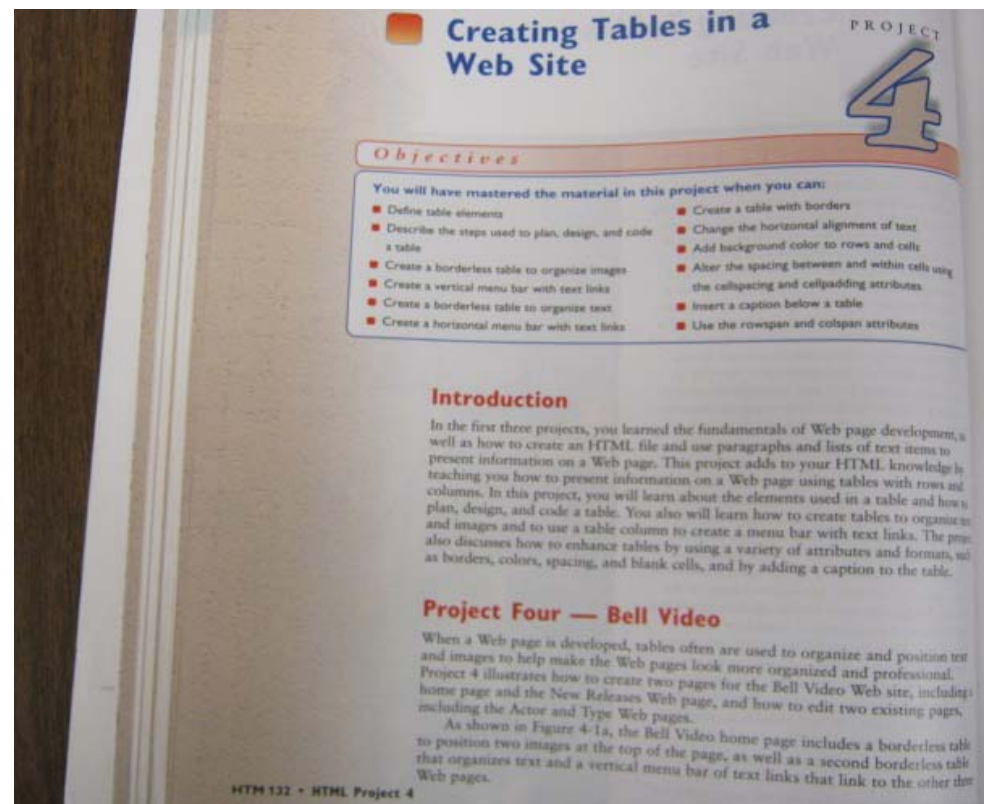 Creating Tables in a
Web Site
PROJECT
4
Objectives
You will have mastered the material in this project when you can:
■ Define table elements
■ Describe the steps used to plan, design, and code
a table
■ Create a borderless table to organize images
■ Create a vertical menu bar with text links
■ Create a borderless table to organize text
■ Create a horizontal menu bar with text links
■ Create a table with borders
■ Change the horizontal alignment of text
■ Add background color to rows and cells
■ Alter the spacing between and within cells using
the cellspacing and cellpadding attributes
■ Insert a caption below a table
■ Use the rowspan and colspan attributes
Introduction
In the first three projects, you learned the fundamentals of Web page development,
well as how to create an HTML file and use paragraphs and lists of text items to
present information on a Web page. This project adds to your HTML knowledge by
teaching you how to present information on a Web page using tables with rows and
columns. In this project, you will learn about the elements used in a table and how
plan, design, and code a table. You also will learn how to create tables to organize
and images and to use a table column to create a menu bar with text links. The
also discusses how to enhance tables by using a variety of attributes and formats,
as borders, colors, spacing, and blank cells, and by adding a caption to the table.
Project Four — Bell Video
When a Web page is developed, tables often are used to organize and position text
and images to help make the Web pages look more organized and professional.
Project 4 illustrates how to create two pages for the Bell Video Web site, including
home page and the New Releases Web page, and how to edit two existing pages,
including the Actor and Type Web pages.
As shown in Figure 4-1a, the Bell Video home page includes a borderless table
to position two images at the top of the page, as well as a second borderless table
that organizes text and a vertical menu bar of text links that link to the other
Web pages.
HTM 132 • HTML Project 4